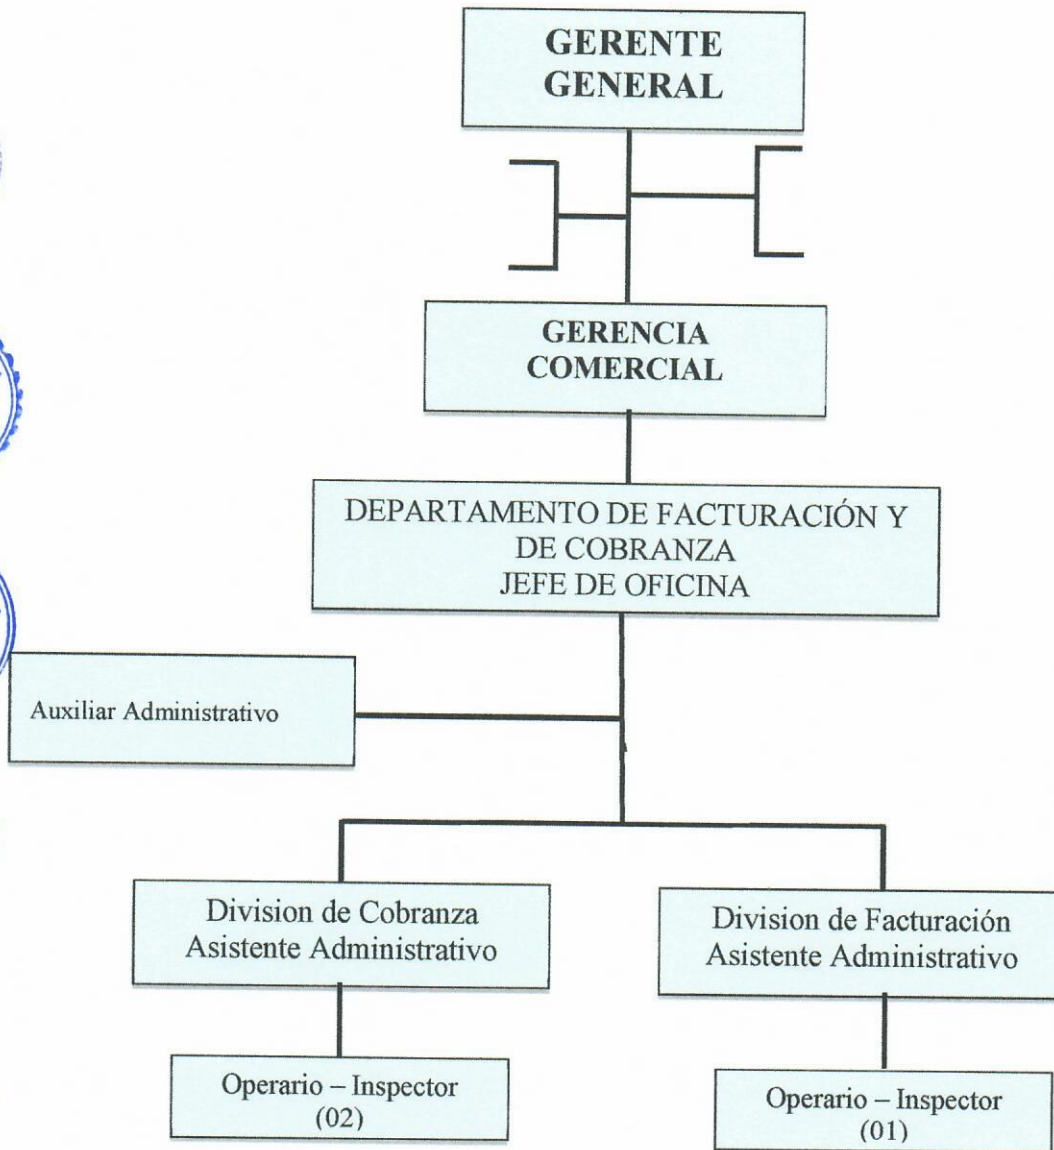 GERENTE
GENERAL
GERENCIA
COMERCIAL
DEPARTAMENTO DE FACTURACIÓN Y
DE COBRANZA
JEFE DE OFICINA
Auxiliar Administrativo
Division de Cobranza
Asistente Administrativo
Division de Facturación
Asistente Administrativo
Operario – Inspector
(02)
Operario – Inspector
(01)